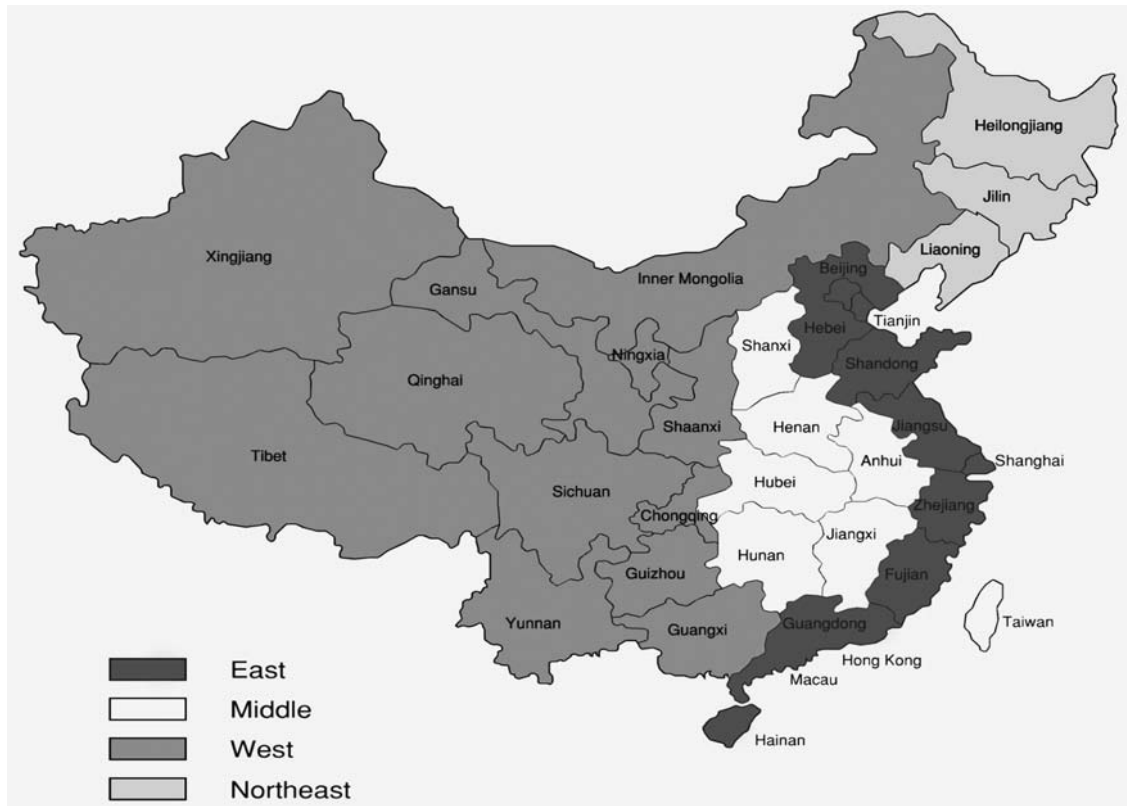 Heilongjiang
Jilin
Liaoning
Xingjiang
Beijing
Inner Mongolia
Gansu
Tianjin
Hebei
Shanxi
Ningxia
Shandong
Qinghai
Shaanxi
Henan
Jiangsu
Tibet
Anhui
Shanghai
Sichuan
Hubei
Chongqing
Zhejiang
Jiangxi
Hunan
Guizhou
Fujian
Yunnan
Guangxi
Guangdong
Taiwan
Hong Kong
Macau
Hainan
East
Middle
West
Northeast